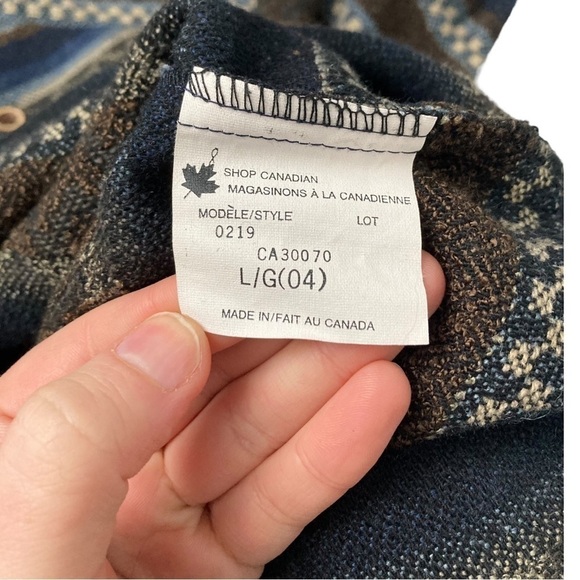 SHOP CANADIAN
MAGASINONS À LA CANADIENNE
MODÈLE/STYLE LOT
0219
CA30070
L/G(04)
MADE IN/FAIT AU CANADA